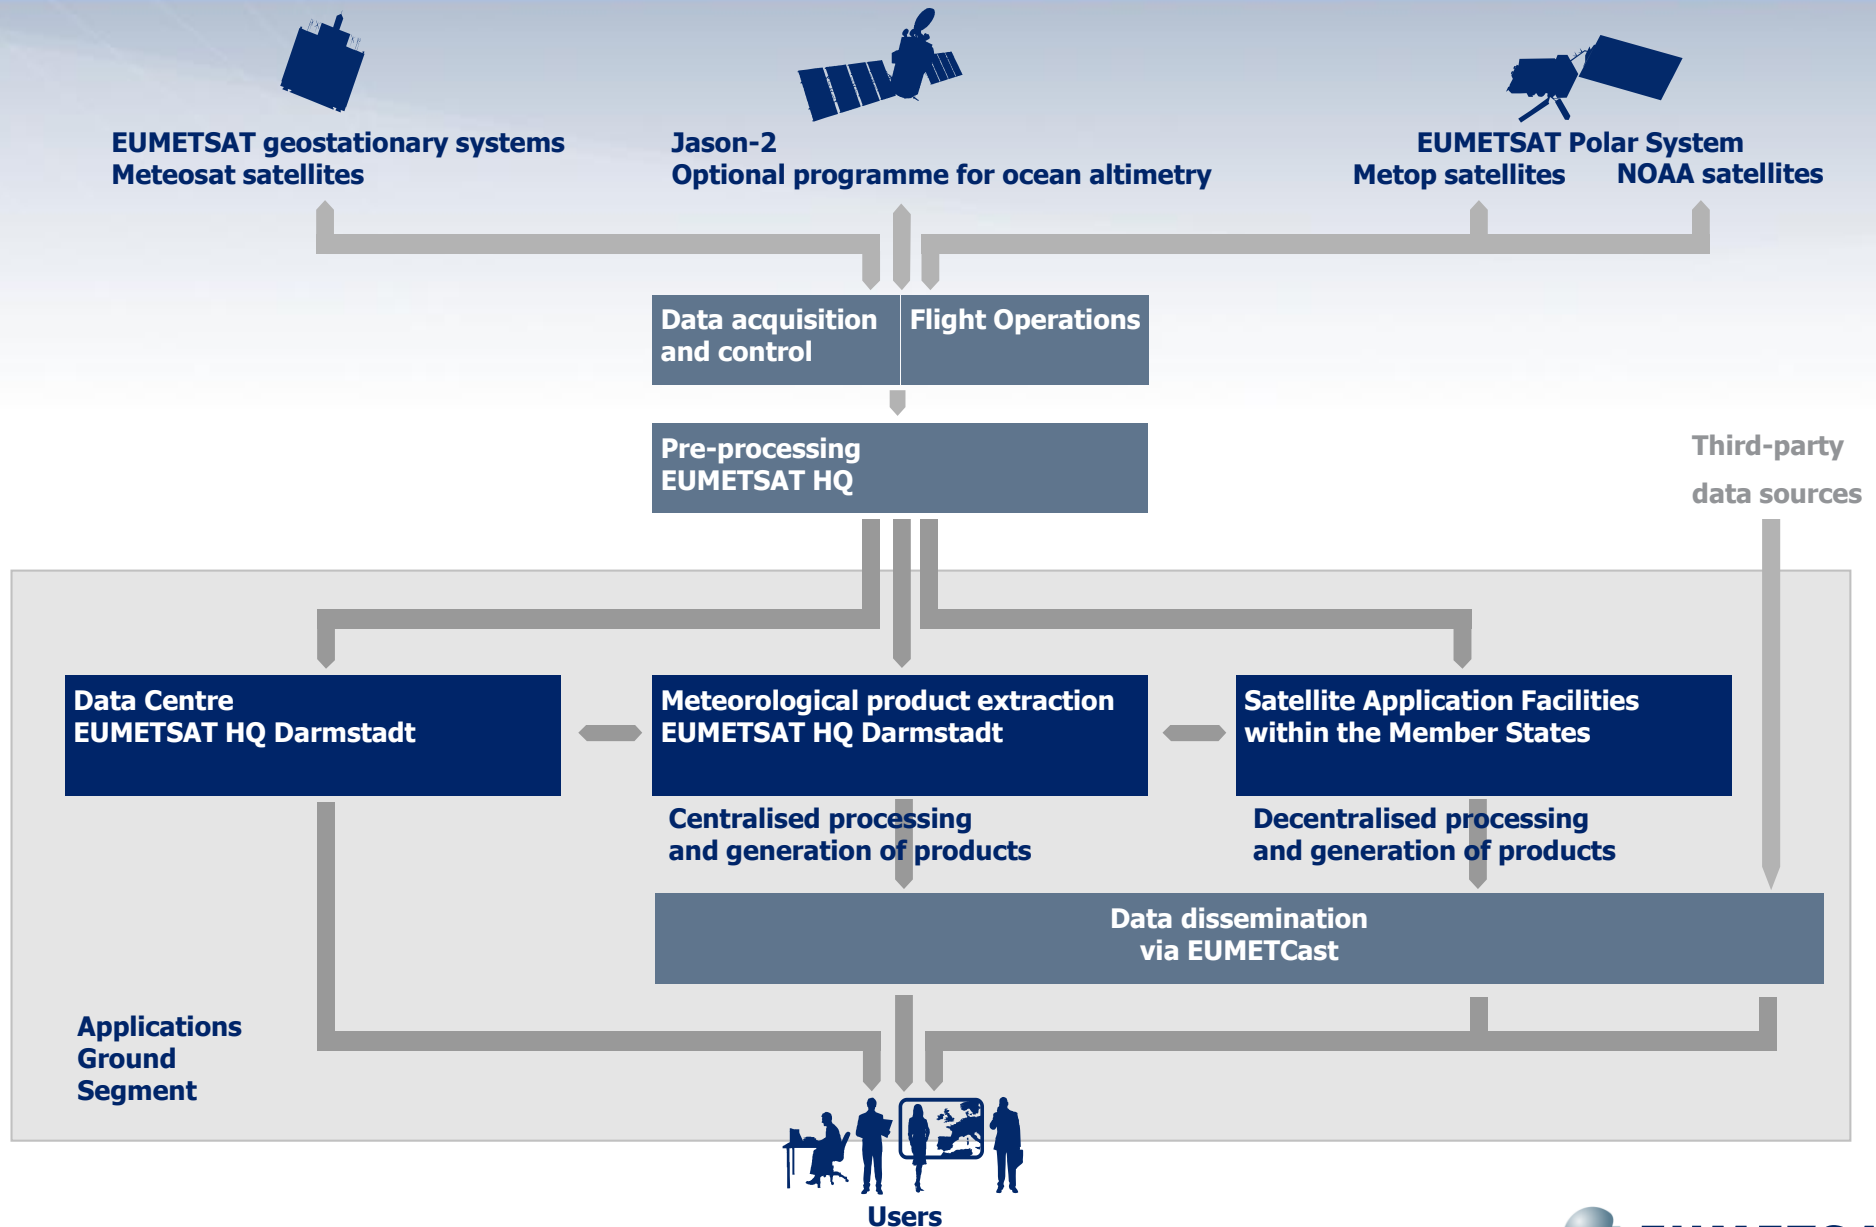 EUMETSAT geostationary systems
Meteosat satellites
Jason-2
Optional programme for ocean altimetry
EUMETSAT Polar System
Metop satellites
NOAA satellites
Data acquisition
and control
Flight Operations
Pre-processing
EUMETSAT HQ
Third-party
data sources
Data Centre
EUMETSAT HQ Darmstadt
Meteorological product extraction
EUMETSAT HQ Darmstadt
Satellite Application Facilities
within the Member States
Centralised processing
and generation of products
Decentralised processing
and generation of products
Data dissemination
via EUMETCast
Applications
Ground
Segment
Users